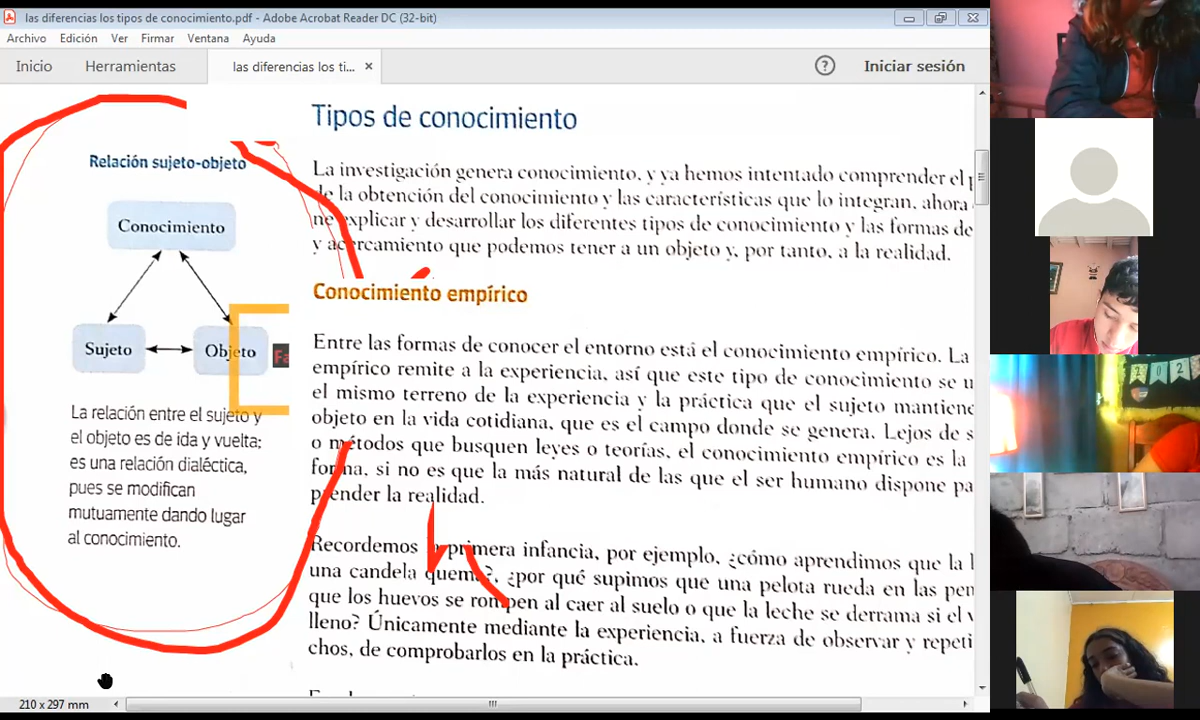 las diferencias los tipos de conocimiento.pdf - Adobe Acrobat Reader DC (32-bit)
Archivo Edición Ver Firmar Ventana Ayuda
Inicio Herramientas las diferencias los ti... × ? Iniciar sesión
Relación sujeto-objeto
Conocimiento
Sujeto Objeto
Fa
La relación entre el sujeto y
el objeto es de ida y vuelta;
es una relación dialéctica,
pues se modifican
mutuamente dando lugar
al conocimiento.
Tipos de conocimiento
La investigación genera conocimiento, y ya hemos intentado comprender el p
de la obtención del conocimiento y las características que lo integran, ahora
ne explicar y desarrollar los diferentes tipos de conocimiento y las formas de
y acercamiento que podemos tener a un objeto y, por tanto, a la realidad.
Conocimiento empírico
Entre las formas de conocer el entorno está el conocimiento empírico. La
empírico remite a la experiencia, así que este tipo de conocimiento se u
el mismo terreno de la experiencia y la práctica que el sujeto mantiene
objeto en la vida cotidiana, que es el campo donde se genera. Lejos de s
o métodos que busquen leyes o teorías, el conocimiento empírico es la
forma, si no es que la más natural de las que el ser humano dispone pa
prender la realidad.
Recordemos primera infancia, por ejemplo, ¿cómo aprendimos que la l
una candela quema?, ¿por qué supimos que una pelota rueda en las pen
que los huevos se rompen al caer al suelo o que la leche se derrama si el v
lleno? Únicamente mediante la experiencia, a fuerza de observar y repeti
chos, de comprobarlos en la práctica.
210 x 297 mm
202